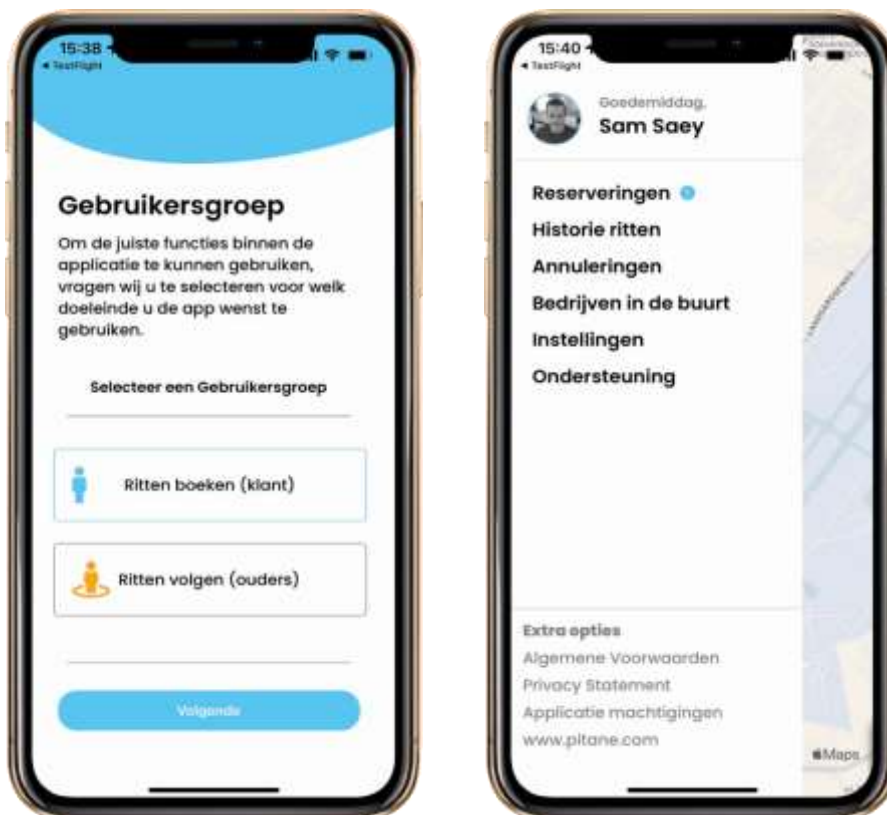 15:38
◀ TestFlight
Gebruikersgroep
Om de juiste functies binnen de
applicatie te kunnen gebruiken,
vragen wij u te selecteren voor welk
doeleinde u de app wenst te
gebruiken.
Selecteer een Gebruikersgroep
Ritten boeken (klant)
Ritten volgen (ouders)
Volgende
15:40
◀ TestFlight
Goedemiddag,
Sam Saey
Reserveringen
Historie ritten
Annuleringen
Bedrijven in de buurt
Instellingen
Ondersteuning
Extra opties
Algemene Voorwaarden
Privacy Statement
Applicatie machtigingen
www.pitane.com
Maps